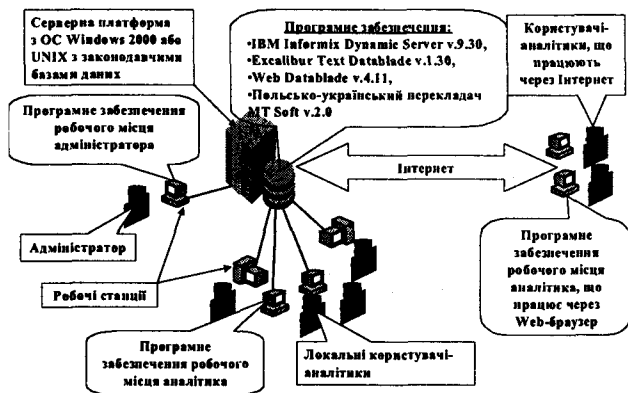 Серверна платформа
з ОС Windows 2000 або
UNIX з законодавчими
базами даних
Програмне забезпечення:
•IBM Informix Dynamic Server v.9.30,
•Excalibur Text Datablade v.1.30,
•Web Datablade v.4.11,
•Польсько-український перекладач
MT Soft v.2.0
Користувачі-
аналітики, що
працюють
через Інтернет
Програмне забезпечення
робочого місця
адміністратора
Інтернет
Адміністратор
Робочі станції
Програмне
забезпечення робочого
місця аналітика
Локальні користувачі-
аналітики
Програмне
забезпечення
робочого місця
аналітика, що
працює через
Web-браузер